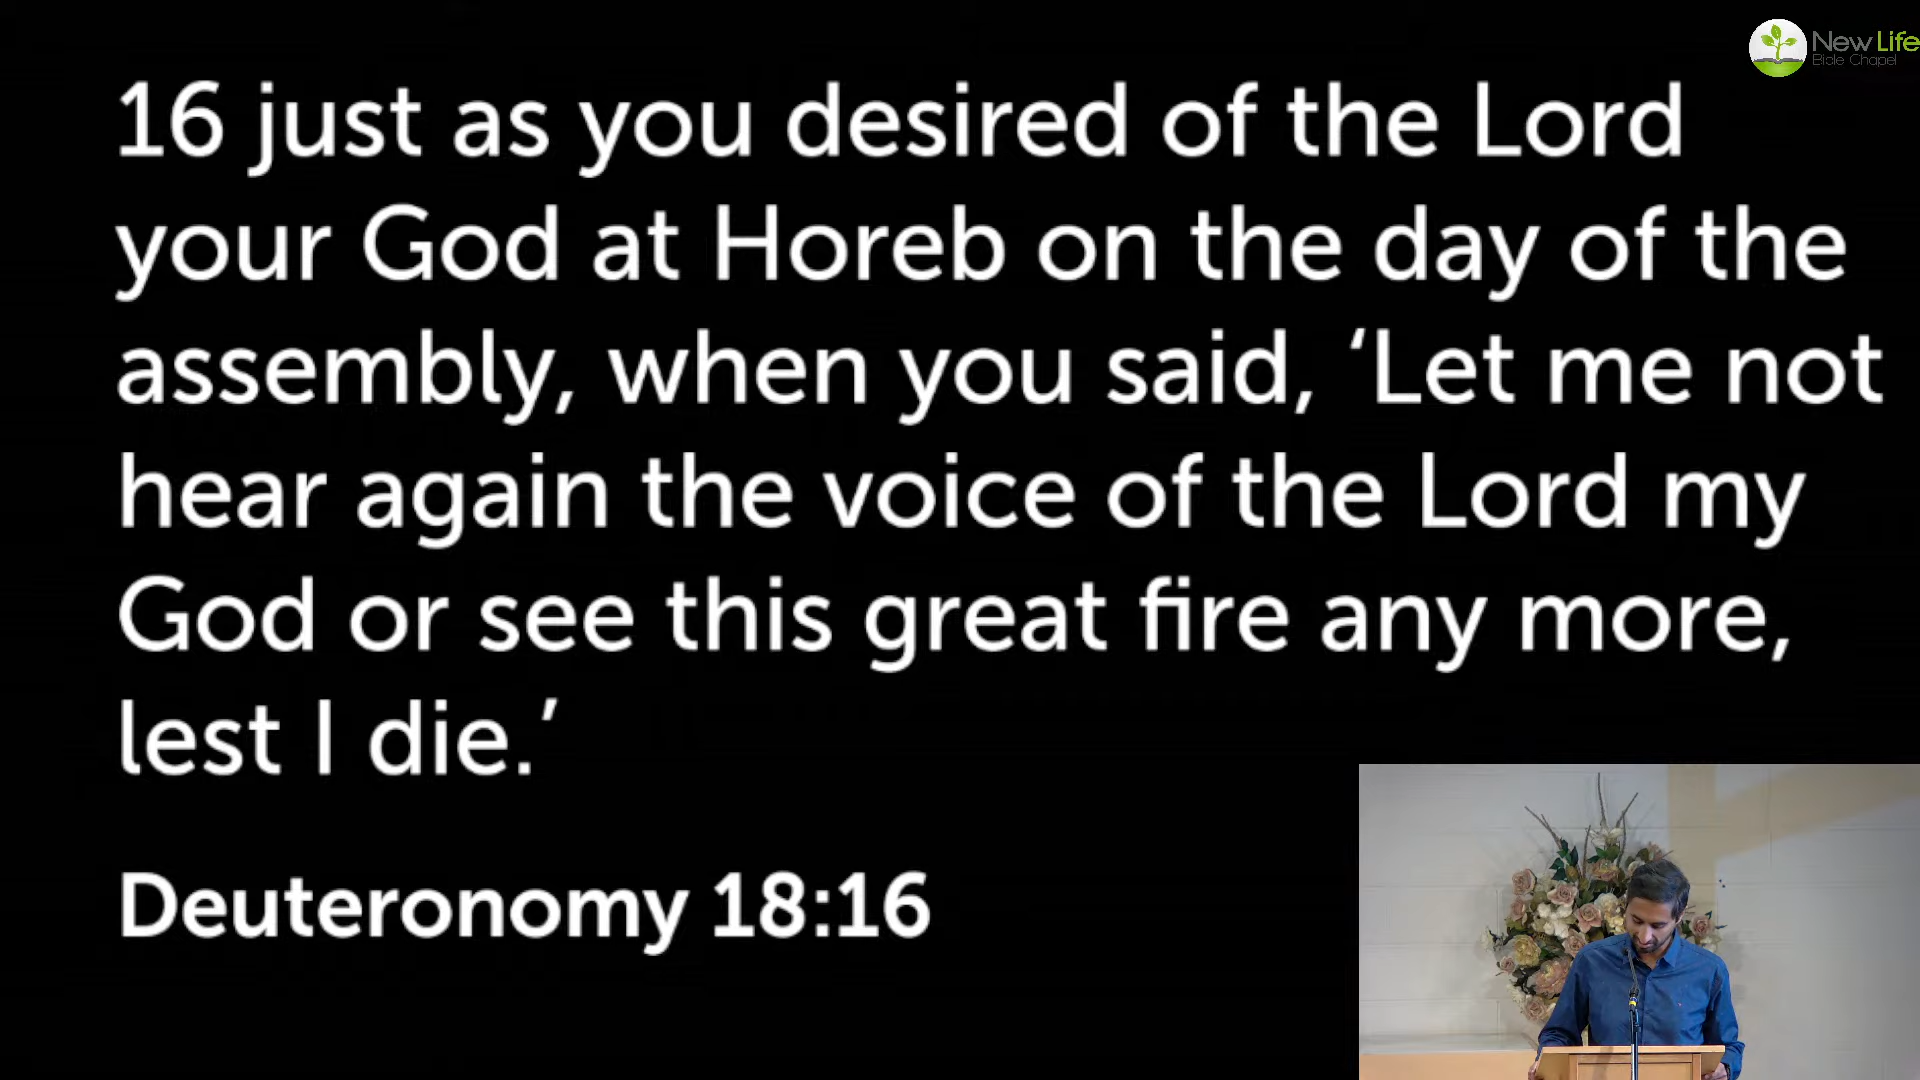 New Life
Bible Chapel
16 just as you desired of the Lord
your God at Horeb on the day of the
assembly, when you said, ‘Let me not
hear again the voice of the Lord my
God or see this great fire any more,
lest I die.’
Deuteronomy 18:16